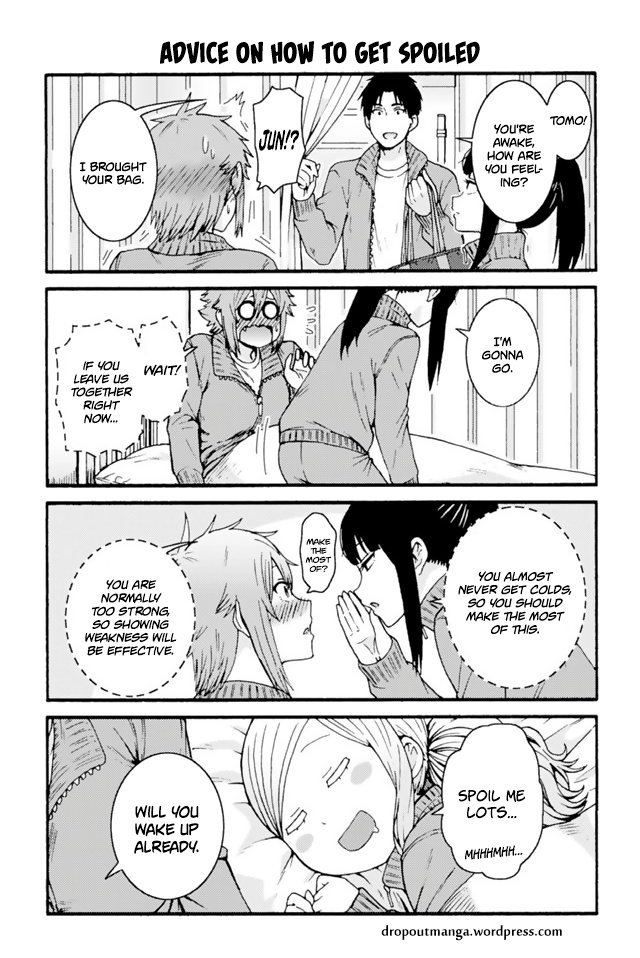 ADVICE ON HOW TO GET SPOILED
TOMO!
YOU'RE
AWAKE,
HOW ARE
YOU FEEL-
ING?
JUN!?
I BROUGHT
YOUR BAG.
I'M
GONNA
GO.
WAIT!
IF YOU
LEAVE US
TOGETHER
RIGHT
NOW...
YOU ALMOST
NEVER GET COLDS,
SO YOU SHOULD
MAKE THE MOST
OF THIS.
MAKE
THE
MOST
OF?
YOU ARE
NORMALLY
TOO STRONG,
SO SHOWING
WEAKNESS WILL
BE EFFECTIVE.
SPOIL ME
LOTS...
MHHHMHH...
WILL YOU
WAKE UP
ALREADY.
dropoutmanga.wordpress.com